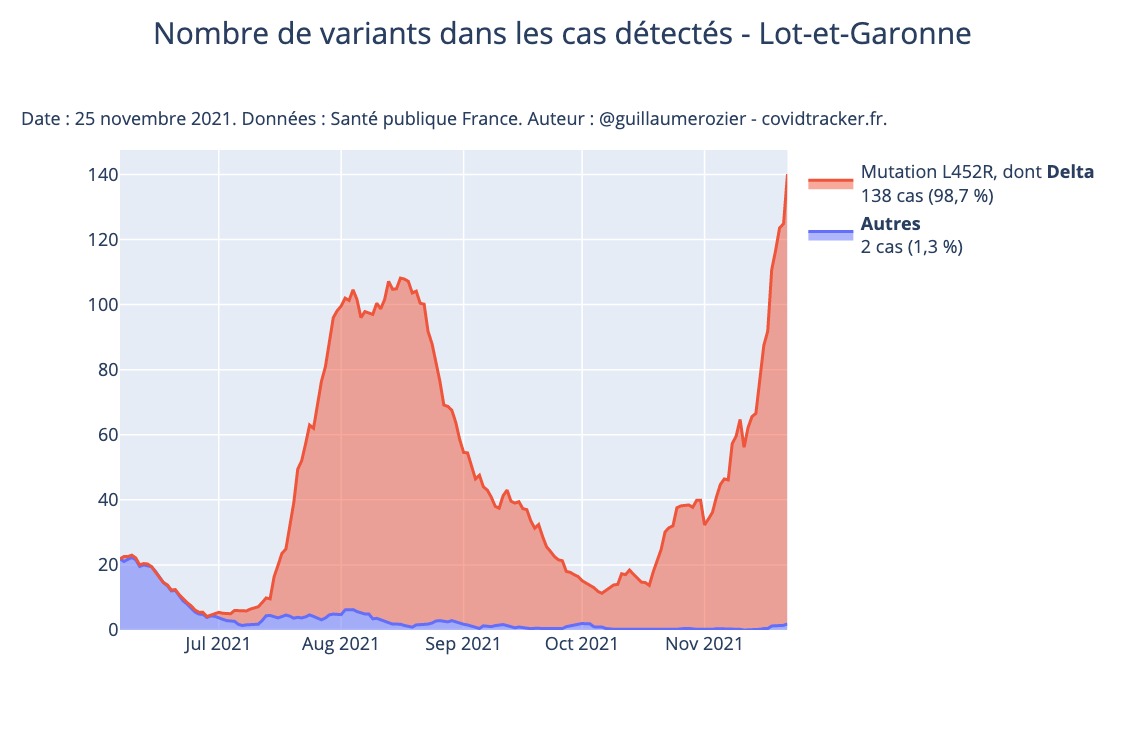 Nombre de variants dans les cas détectés - Lot-et-Garonne
Date : 25 novembre 2021. Données : Santé publique France. Auteur : @guillaumerozier - covidtracker.fr.
Mutation L452R, dont Delta
138 cas (98,7 %)
Autres
2 cas (1,3 %)
140
120
100
80
60
40
20
0
Jul 2021 Aug 2021 Sep 2021 Oct 2021 Nov 2021